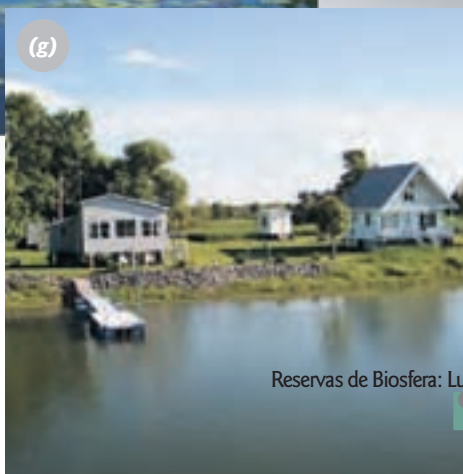 (g)
Reservas de Biosfera: Lu